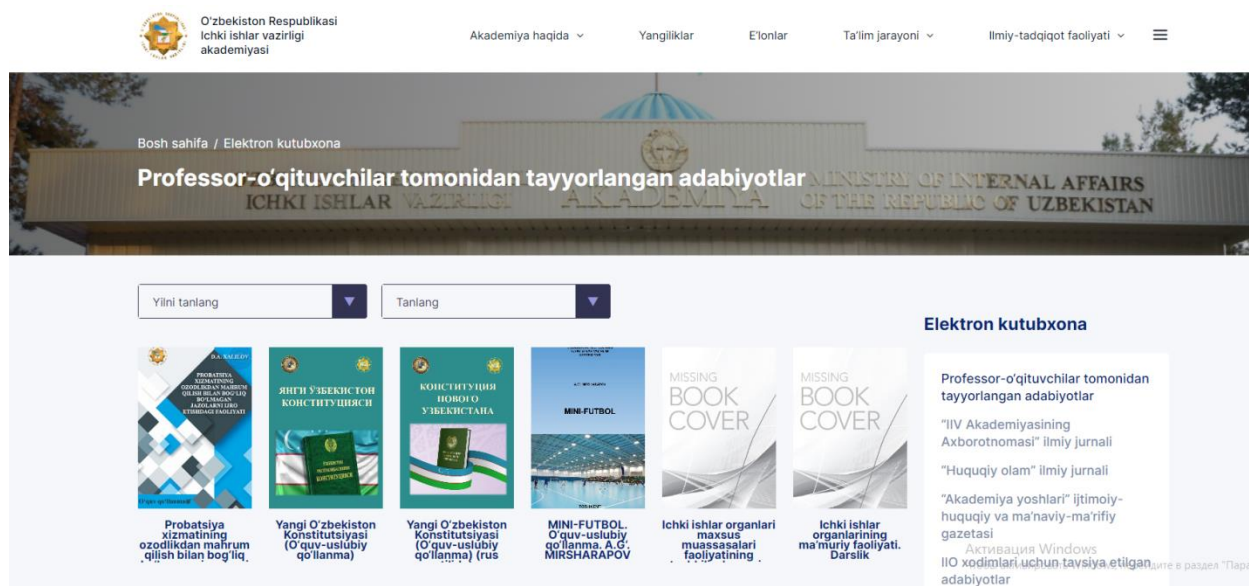 O'zbekiston Respublikasi
Ichki ishlar vazirligi
akademiyasi
Akademiya haqida
Yangiliklar
E'lonlar
Ta'lim jarayoni
Ilmiy-tadqiqot faoliyati
Bosh sahifa / Elektron kutubxona
Professor-o'qituvchilar tomonidan tayyorlangan adabiyotlar
ICHKI ISHLAR VAZIRLIGI
AKADEMIYA
MINISTRY OF INTERNAL AFFAIRS
OF THE REPUBLIC OF UZBEKISTAN
Yilni tanlang
Tanlang
PROBATSIYA
XIZMATINING
OZODLIKDAN MAHRUM
QILISH BILAN BOG'LIQ
BO'LMAGAN
JAZOLARNI IJRO
ETISHDAGI FAOLIYATI
Probatsiya
xizmatining
ozodlikdan mahrum
qilish bilan bog'liq
ЯНГИ ЎЗБЕКИСТОН
КОНСТИТУЦИЯСИ
Yangi O'zbekiston
Konstitutsiyasi
(O'quv-uslubiy
qo'llanma)
КОНСТИТУЦИЯ
НОВОГО
УЗБЕКИСТАНА
Yangi O'zbekiston
Konstitutsiyasi
(O'quv-uslubiy
qo'llanma) (rus
MINI-FUTBOL
MINI-FUTBOL.
O'quv-uslubiy
qo'llanma. A.G'.
MIRSHARAPOV
MISSING
BOOK
COVER
Ichki ishlar organlari
maxsus
muassasalari
faoliyatining
MISSING
BOOK
COVER
Ichki ishlar
organlarining
ma'muriy faoliyati.
Darslik
Elektron kutubxona
Professor-o'qituvchilar tomonidan
tayyorlangan adabiyotlar
"IIV Akademiyasining
Axborotnomasi" ilmiy jurnali
"Huquqiy olam" ilmiy jurnali
"Akademiya yoshlari" ijtimoiy-
huquqiy va ma'naviy-ma'rifiy
gazetasi
Активация Windows
IIO xodimlari uchun tavsiya etilgan
adabiyotlar